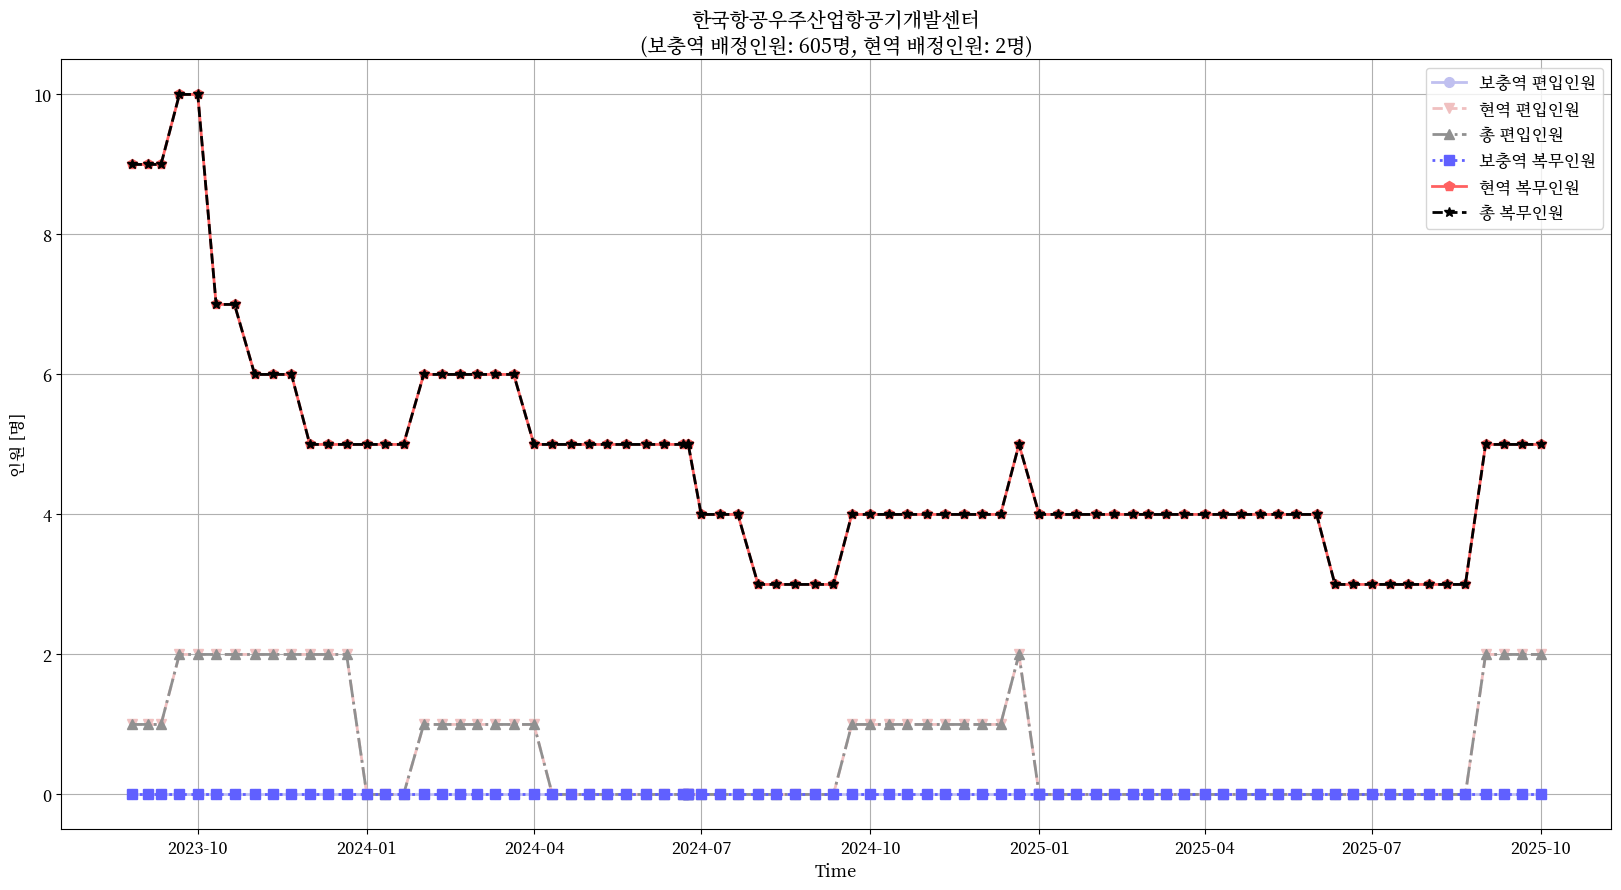 한국항공우주산업항공기개발센터
(보충역 배정인원: 605명, 현역 배정인원: 2명)
보충역 편입인원
현역 편입인원
총 편입인원
보충역 복무인원
현역 복무인원
총 복무인원
인원 [명]
10
8
6
4
2
0
2023-10
2024-01
2024-04
2024-07
2024-10
2025-01
2025-04
2025-07
2025-10
Time